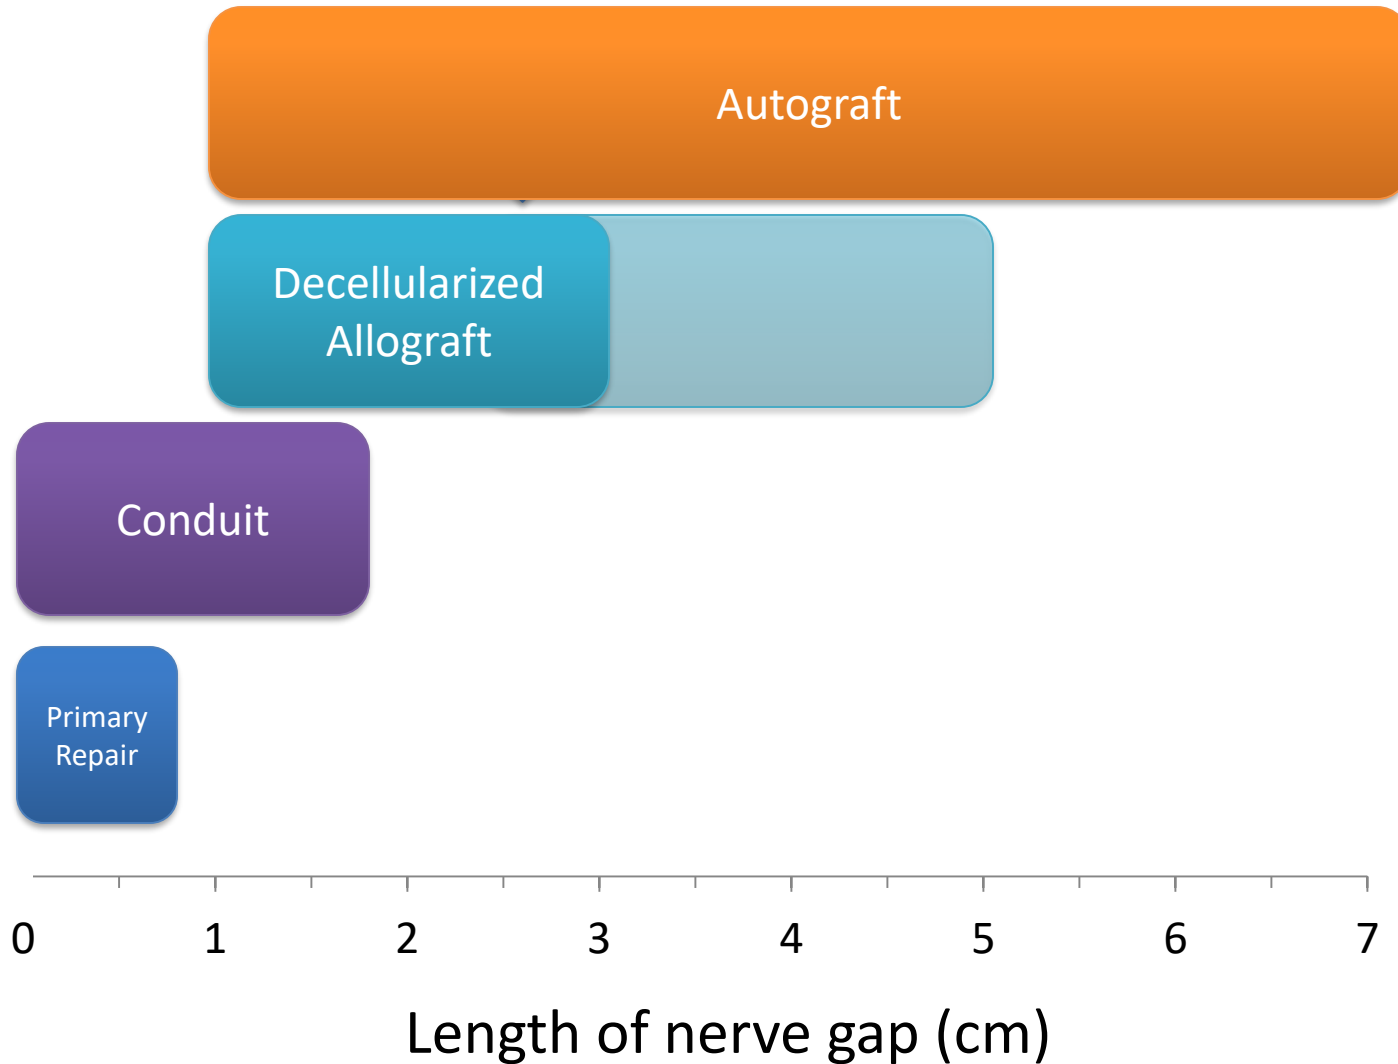 Autograft
Decellularized
Allograft
Conduit
Primary
Repair
0 1 2 3 4 5 6 7
Length of nerve gap (cm)